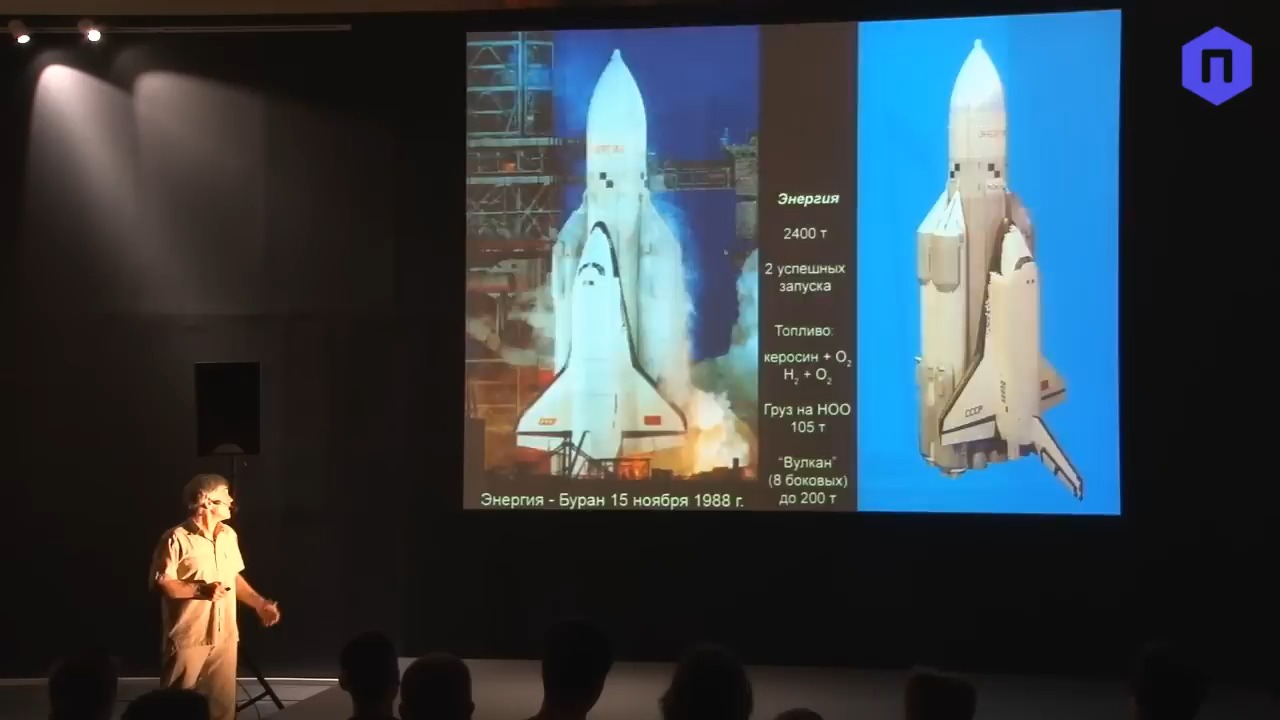 Энергия
2400 т
2 успешных
запуска
Топливо:
керосин + O₂
H₂ + O₂
Груз на НОО
105 т
“Вулкан”
(8 боковых)
до 200 т
Энергия - Буран 15 ноября 1988 г.
СССР
П